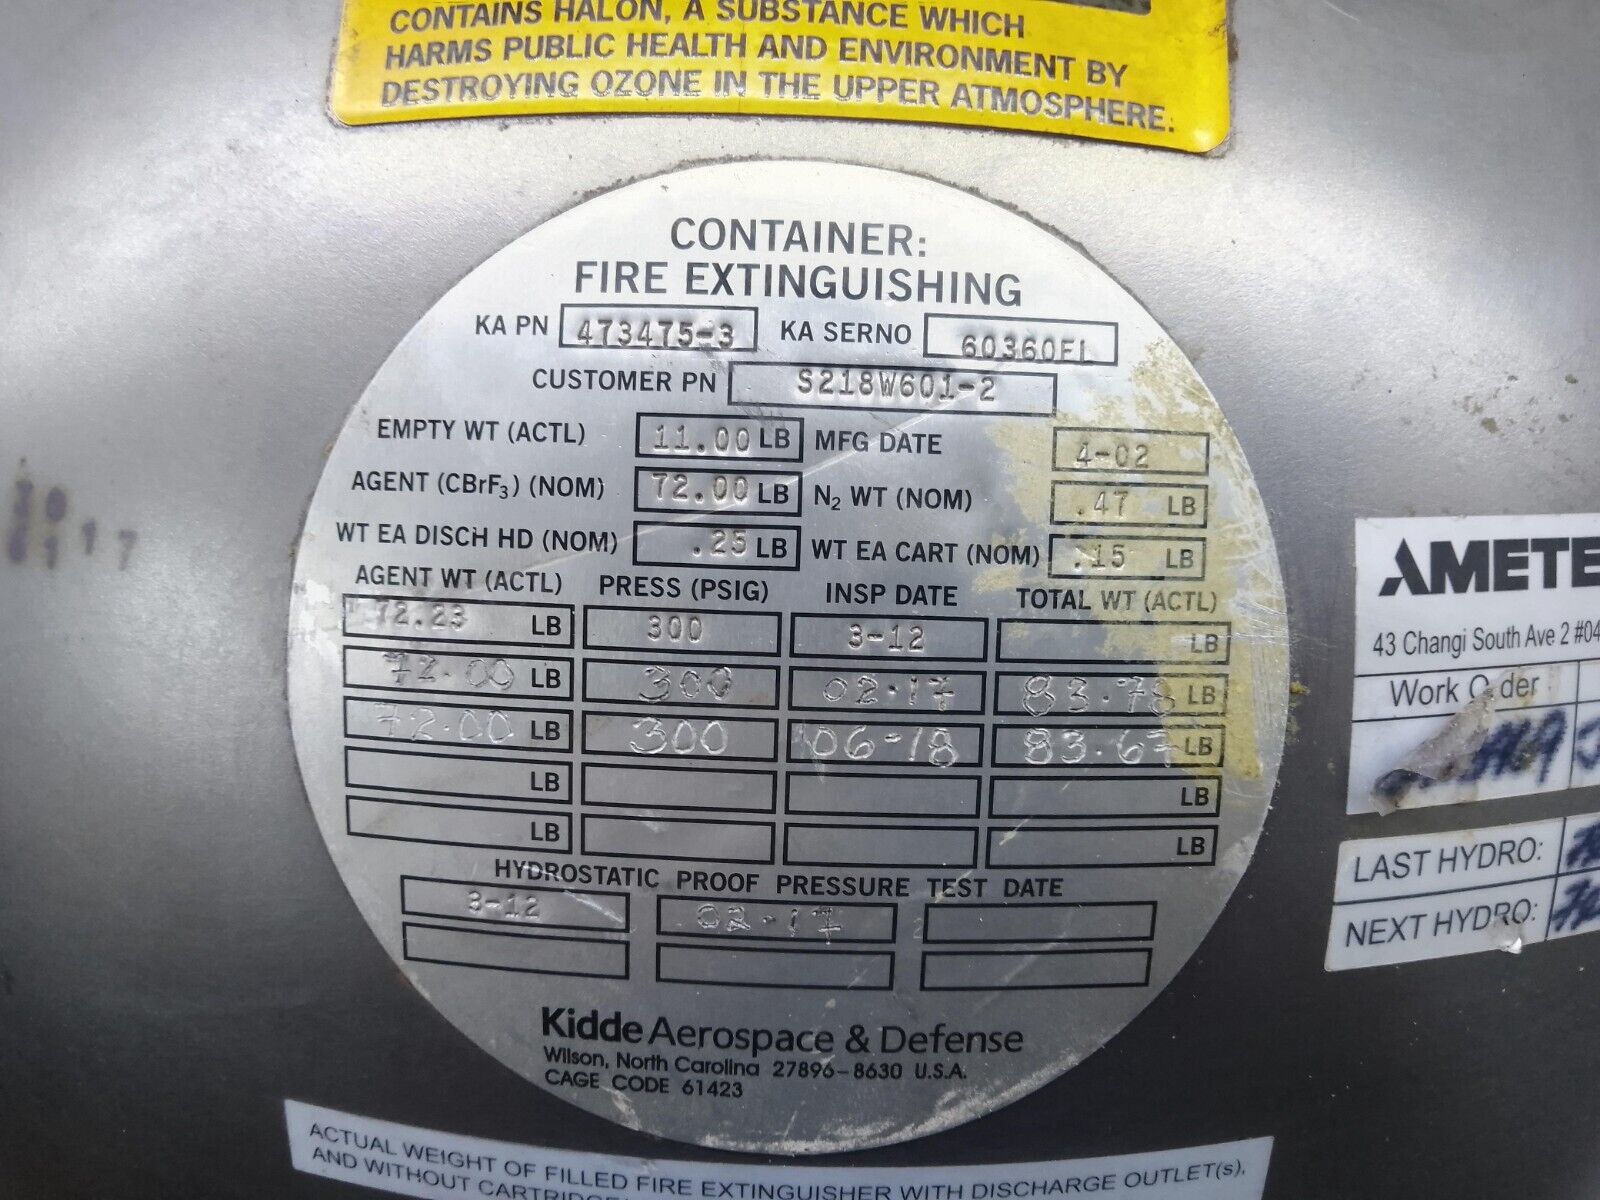 CONTAINS HALON, A SUBSTANCE WHICH
HARMS PUBLIC HEALTH AND ENVIRONMENT BY
DESTROYING OZONE IN THE UPPER ATMOSPHERE.
CONTAINER:
FIRE EXTINGUISHING
KA PN 473475-3 KA SERNO 60360F1
CUSTOMER PN S218W601-2
EMPTY WT (ACTL) 11.00 LB MFG DATE 4-02
AGENT (CBrF3) (NOM) 72.00 LB N2 WT (NOM) .47 LB
WT EA DISCH HD (NOM) .25 LB WT EA CART (NOM) .15 LB
AGENT WT (ACTL) PRESS (PSIG) INSP DATE TOTAL WT (ACTL)
72.23 LB 300 3-12 LB
72.00 LB 300 02-17 83.78 LB
72.00 LB 300 06-18 83.67 LB
LB LB
LB LB
HYDROSTATIC PROOF PRESSURE TEST DATE
3-12 02-17
Kidde Aerospace & Defense
Wilson, North Carolina 27896-8630 U.S.A.
CAGE CODE 61423
17
AMETE
43 Changi South Ave 2 #04
Work Order
LAST HYDRO:
NEXT HYDRO:
ACTUAL WEIGHT OF FILLED FIRE EXTINGUISHER WITH DISCHARGE OUTLET(s),
AND WITHOUT